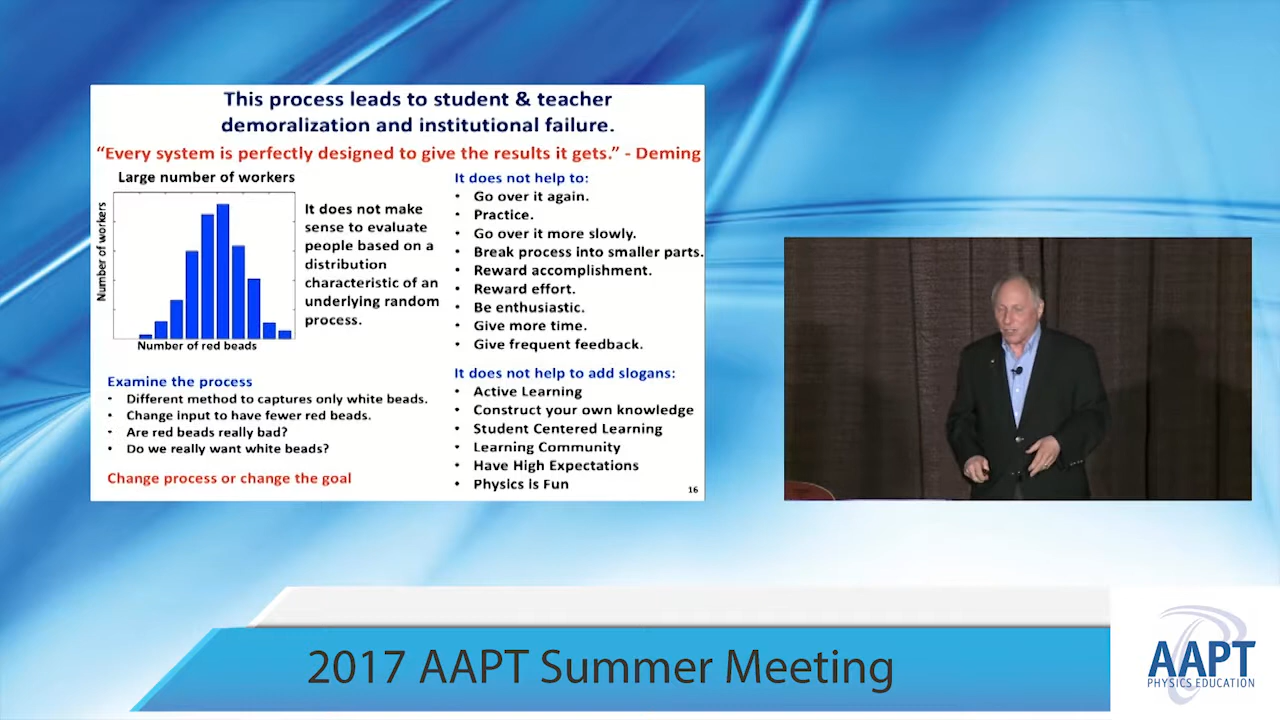 This process leads to student & teacher
demoralization and institutional failure.
“Every system is perfectly designed to give the results it gets.” - Deming
Large number of workers
Number of workers
Number of red beads
It does not make
sense to evaluate
people based on a
distribution
characteristic of an
underlying random
process.
Examine the process
• Different method to captures only white beads.
• Change input to have fewer red beads.
• Are red beads really bad?
• Do we really want white beads?
Change process or change the goal
It does not help to:
• Go over it again.
• Practice.
• Go over it more slowly.
• Break process into smaller parts.
• Reward accomplishment.
• Reward effort.
• Be enthusiastic.
• Give more time.
• Give frequent feedback.
It does not help to add slogans:
• Active Learning
• Construct your own knowledge
• Student Centered Learning
• Learning Community
• Have High Expectations
• Physics is Fun
16
2017 AAPT Summer Meeting
AAPT
PHYSICS EDUCATION